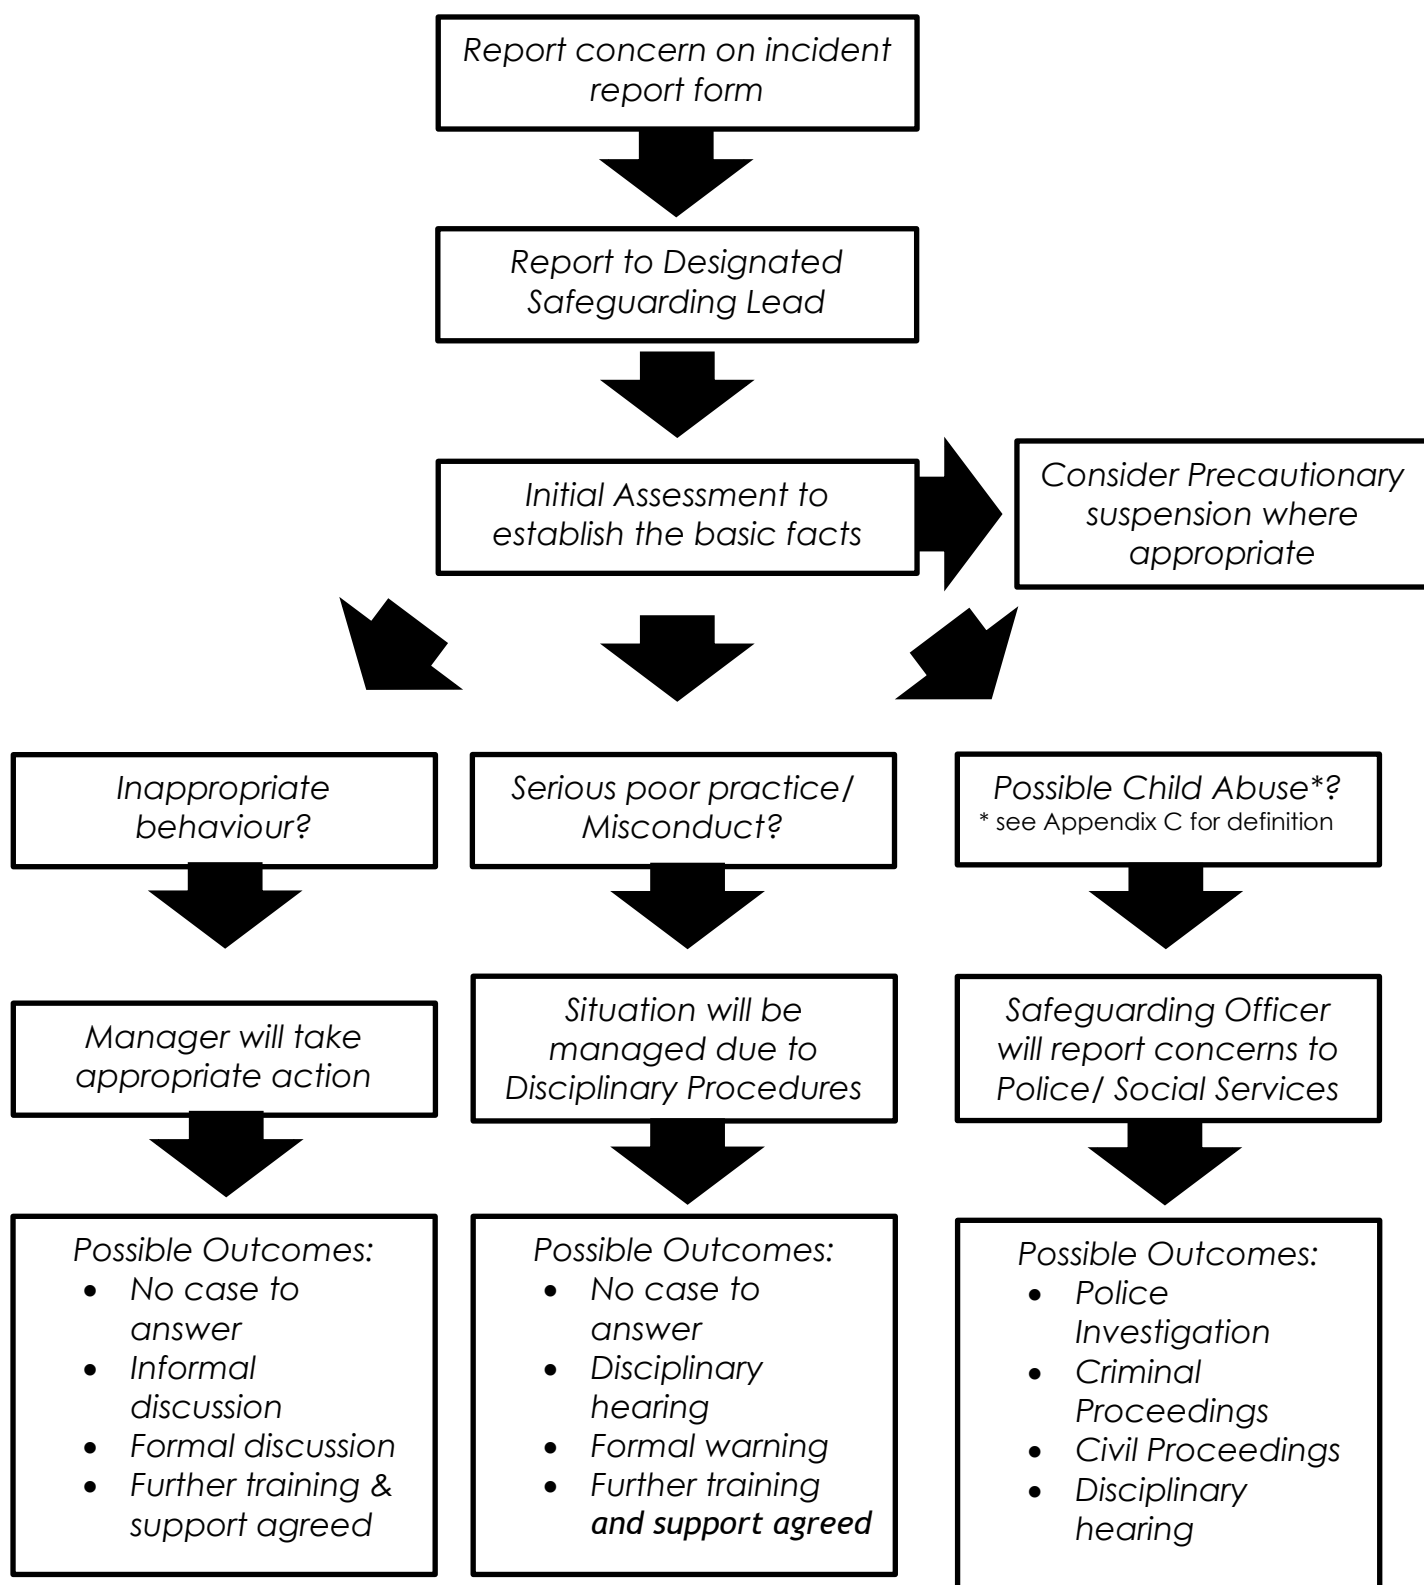 Report concern on incident
report form
Report to Designated
Safeguarding Lead
Initial Assessment to
establish the basic facts
Consider Precautionary
suspension where
appropriate
Inappropriate
behaviour?
Serious poor practice/
Misconduct?
Possible Child Abuse*?
* see Appendix C for definition
Manager will take
appropriate action
Situation will be
managed due to
Disciplinary Procedures
Safeguarding Officer
will report concerns to
Police/ Social Services
Possible Outcomes:
• No case to
answer
• Informal
discussion
• Formal discussion
• Further training &
support agreed
Possible Outcomes:
• No case to
answer
• Disciplinary
hearing
• Formal warning
• Further training
and support agreed
Possible Outcomes:
• Police
Investigation
• Criminal
Proceedings
• Civil Proceedings
• Disciplinary
hearing